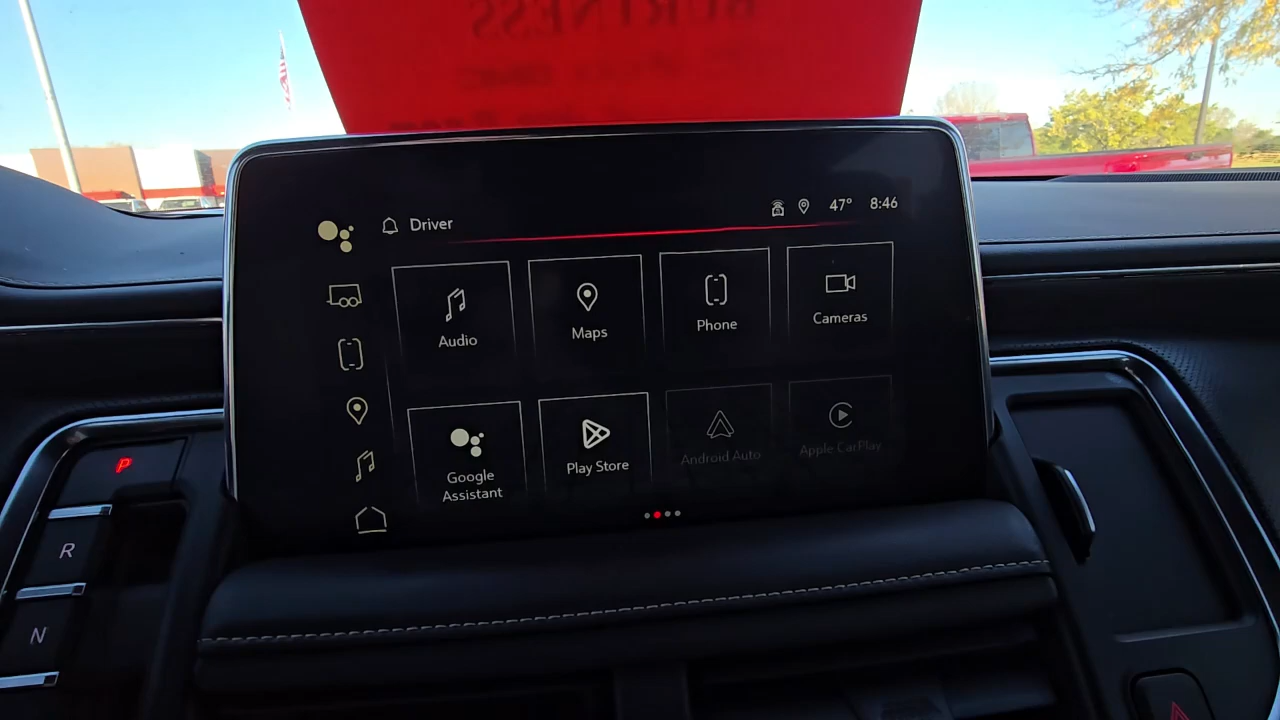 Driver
47° 8:46
Audio
Maps
Phone
Cameras
Google
Assistant
Play Store
Android Auto
Apple CarPlay
P
R
N